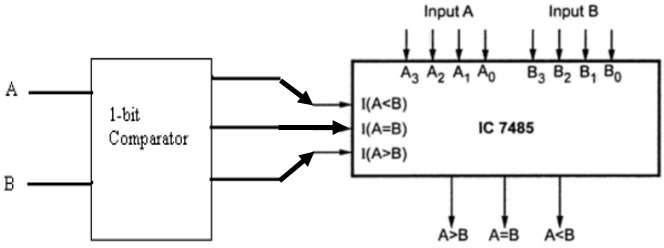 Input A Input B
A₃ A₂ A₁ A₀ B₃ B₂ B₁ B₀
A
I(A<B)
1-bit
Comparator
I(A=B)
IC 7485
I(A>B)
B
A>B A=B A<B